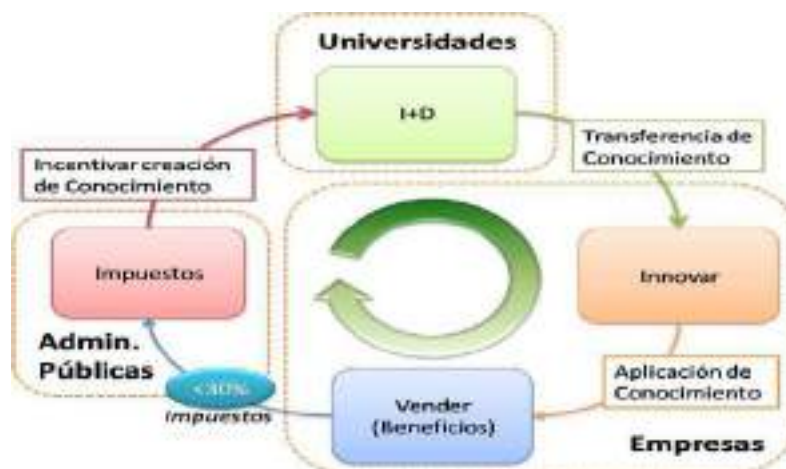 Universidades
I+D
Transferencia de
Conocimiento
Incentivar creación
de Conocimiento
Impuestos
Innovar
Admin.
Públicas
<30%
Impuestos
Vender
(Beneficios)
Aplicación de
Conocimiento
Empresas